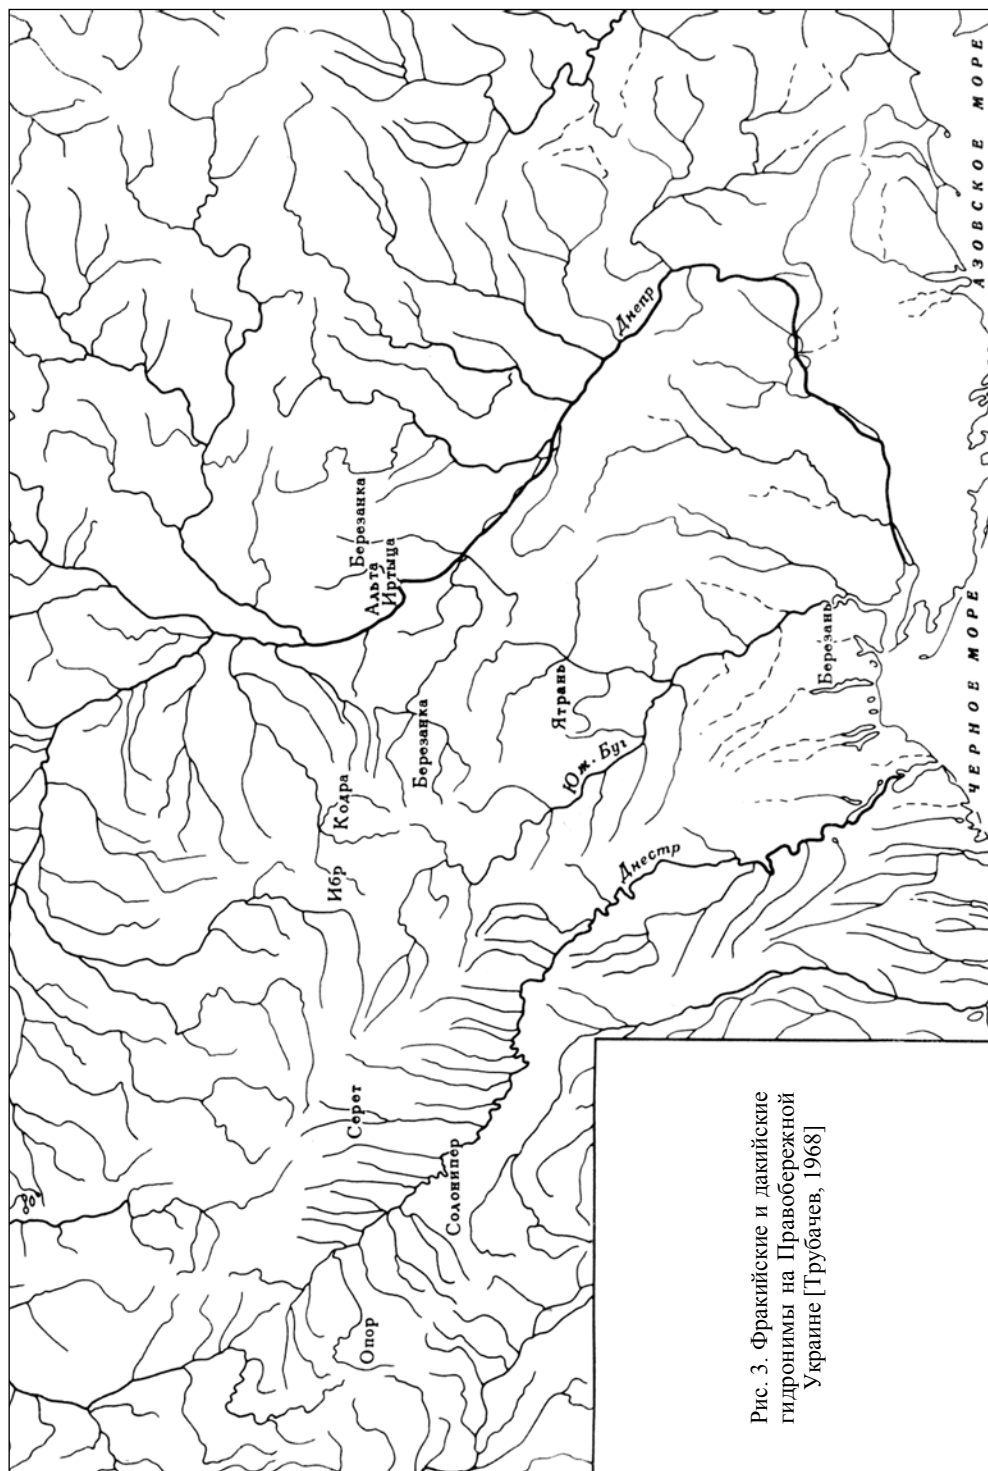 Альта
Иртыца
Березанка
Днепр
Кодра
Ибр
Березанка
Ятрань
Юж. Буг
Березань
Серет
Солонипер
Днестр
Опор
ЧЕРНОЕ МОРЕ
АЗОВСКОЕ МОРЕ
Рис. 3. Фракийские и дакийские
гидронимы на Правобережной
Украине [Трубачев, 1968]